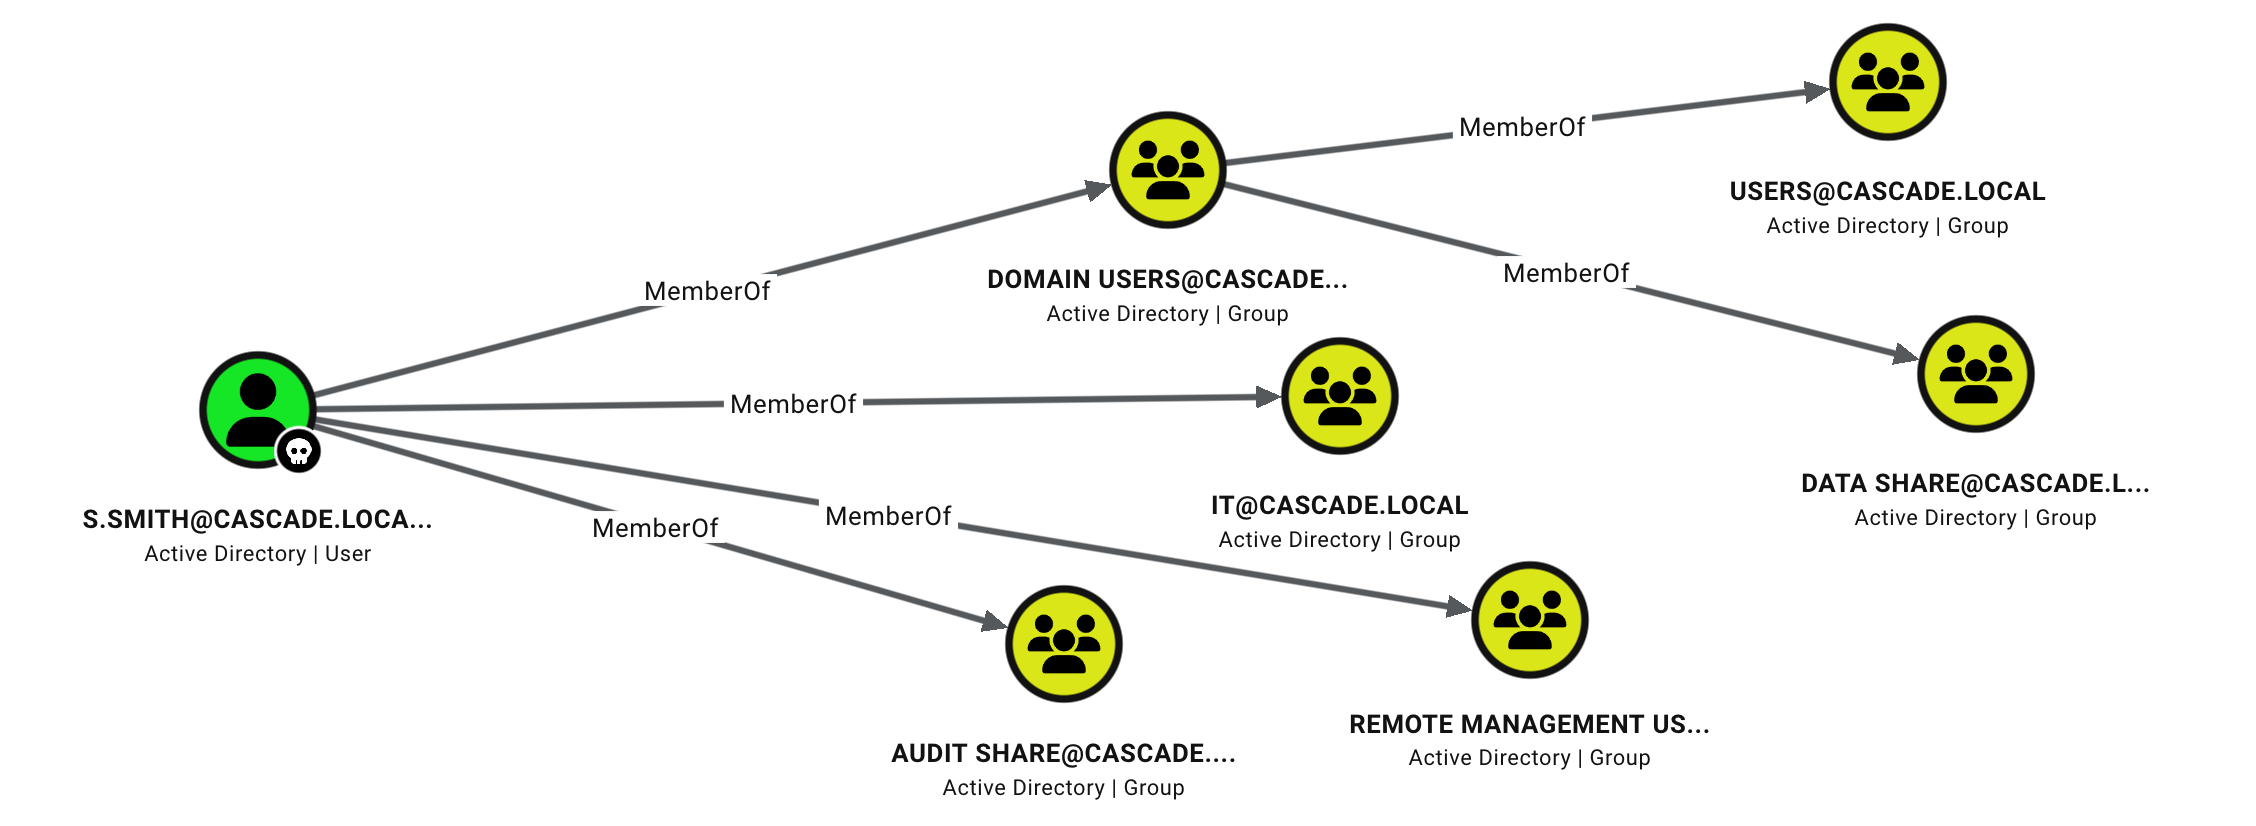 MemberOf
USERS@CASCADE.LOCAL
Active Directory | Group
MemberOf
DOMAIN USERS@CASCADE...
Active Directory | Group
MemberOf
MemberOf
IT@CASCADE.LOCAL
Active Directory | Group
DATA SHARE@CASCADE.L...
Active Directory | Group
S.SMITH@CASCADE.LOCA...
Active Directory | User
MemberOf
MemberOf
REMOTE MANAGEMENT US...
Active Directory | Group
AUDIT SHARE@CASCADE....
Active Directory | Group